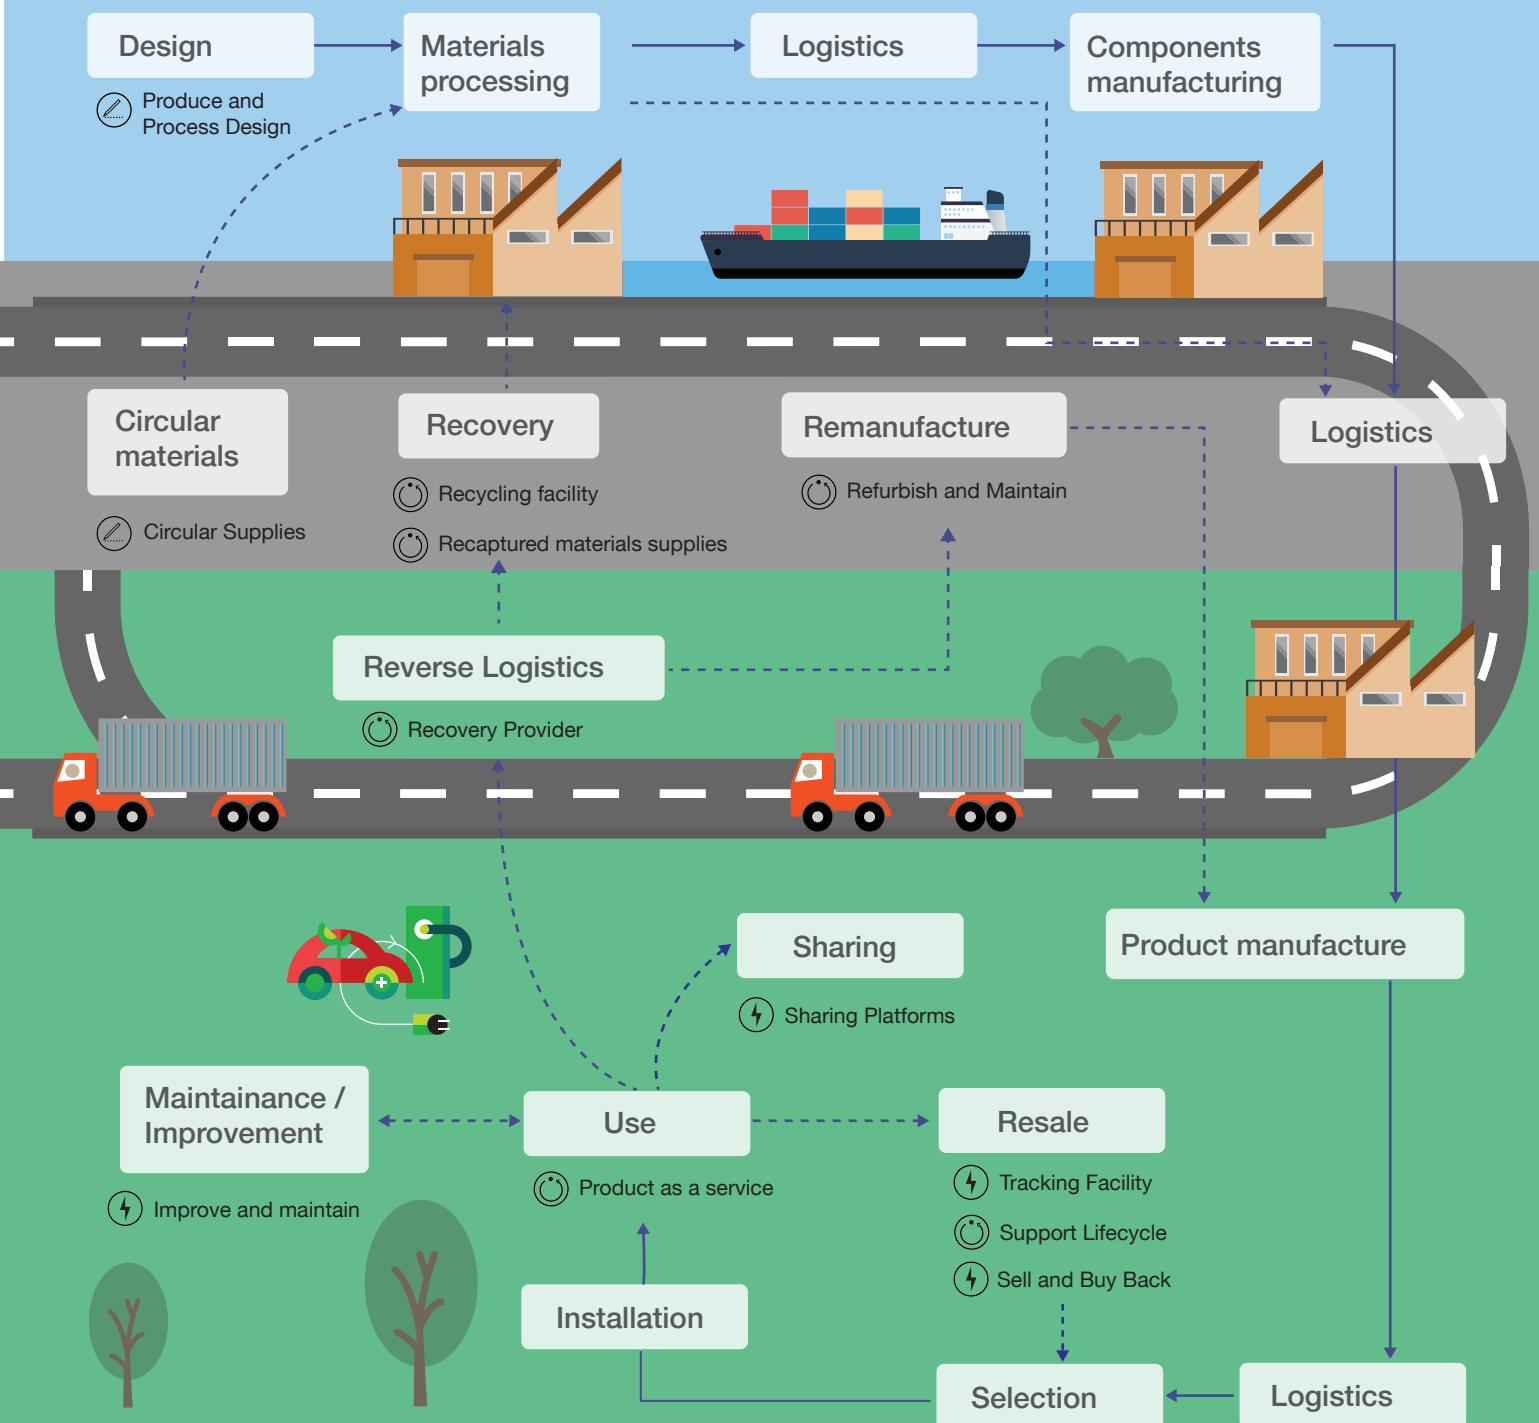 Design
Materials
processing
Logistics
Components
manufacturing
Produce and
Process Design
Circular
materials
Recovery
Remanufacture
Logistics
Circular Supplies
Recycling facility
Recaptured materials supplies
Refurbish and Maintain
Reverse Logistics
Recovery Provider
Sharing
Product manufacture
Sharing Platforms
Maintainance /
Improvement
Use
Resale
Improve and maintain
Product as a service
Tracking Facility
Support Lifecycle
Sell and Buy Back
Installation
Selection
Logistics